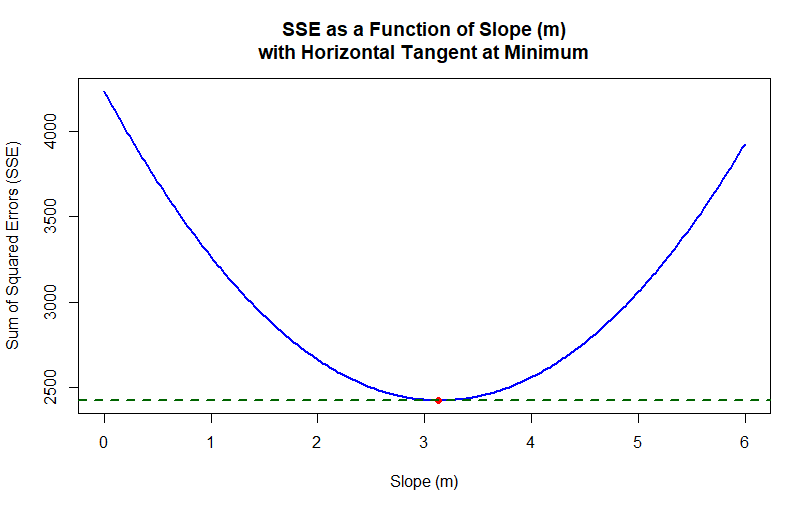 SSE as a Function of Slope (m)
with Horizontal Tangent at Minimum
Sum of Squared Errors (SSE)
4000
3500
3000
2500
0 1 2 3 4 5 6
Slope (m)